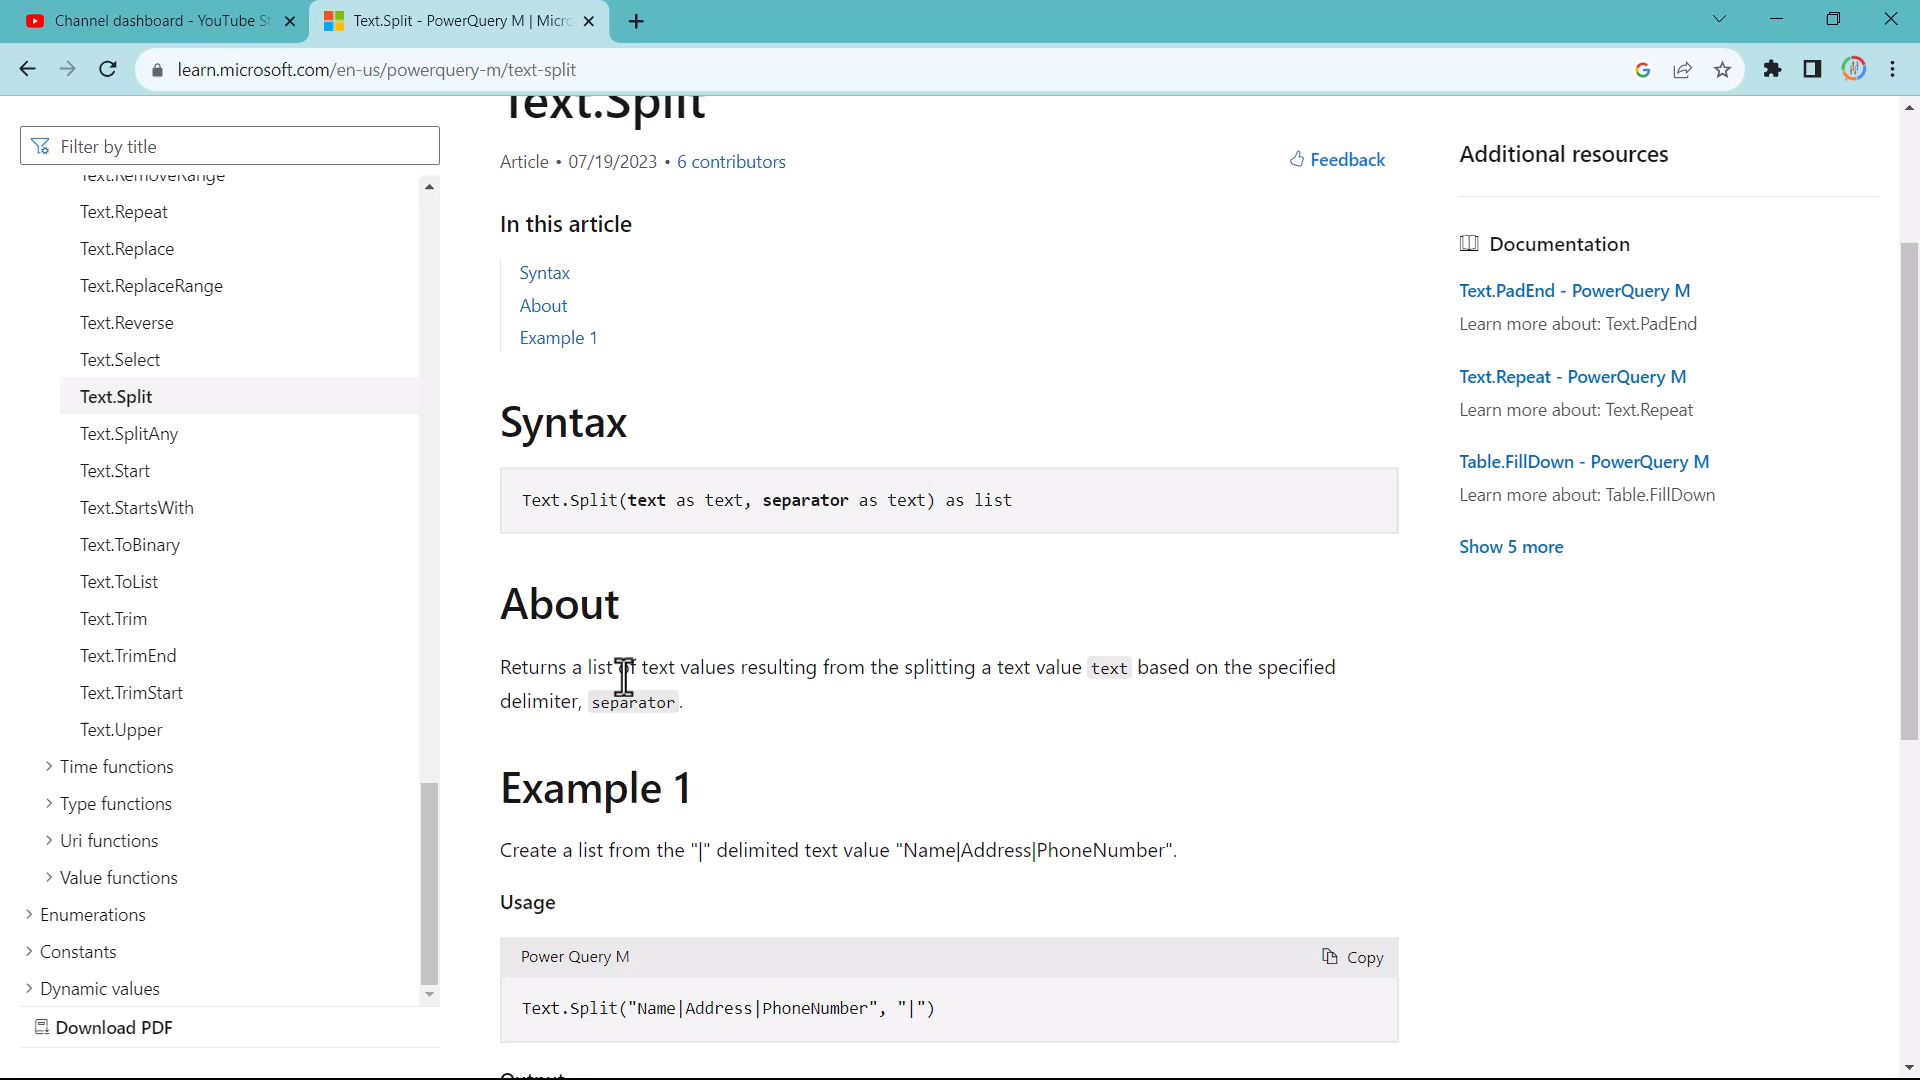 Channel dashboard - YouTube St
Text.Split - PowerQuery M | Micro
learn.microsoft.com/en-us/powerquery-m/text-split
Filter by title
Text.RemoveRange
Text.Repeat
Text.Replace
Text.ReplaceRange
Text.Reverse
Text.Select
Text.Split
Text.SplitAny
Text.Start
Text.StartsWith
Text.ToBinary
Text.ToList
Text.Trim
Text.TrimEnd
Text.TrimStart
Text.Upper
Time functions
Type functions
Uri functions
Value functions
Enumerations
Constants
Dynamic values
Download PDF
Text.Split
Article • 07/19/2023 • 6 contributors
Feedback
In this article
Syntax
About
Example 1
Syntax
Text.Split(text as text, separator as text) as list
About
Returns a list of text values resulting from the splitting a text value text based on the specified
delimiter, separator.
Example 1
Create a list from the "|" delimited text value "Name|Address|PhoneNumber".
Usage
Power Query M
Copy
Text.Split("Name|Address|PhoneNumber", "|")
Output
Additional resources
Documentation
Text.PadEnd - PowerQuery M
Learn more about: Text.PadEnd
Text.Repeat - PowerQuery M
Learn more about: Text.Repeat
Table.FillDown - PowerQuery M
Learn more about: Table.FillDown
Show 5 more